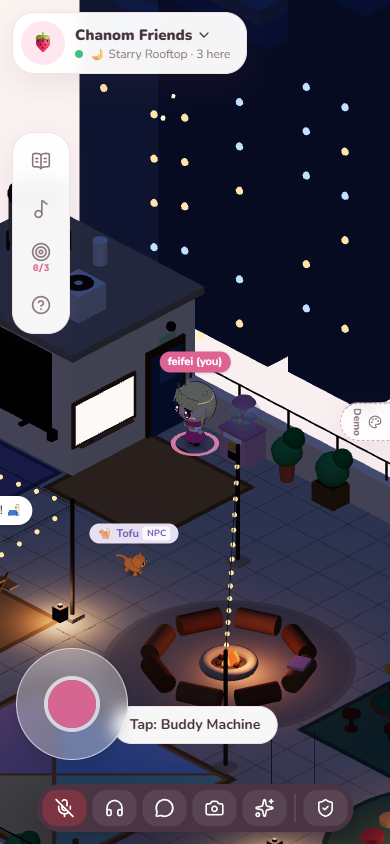 Chanom Friends
🌙 Starry Rooftop · 3 here
0/3
feifei (you)
Demo
! 🛋️
🐈 Tofu NPC
Tap: Buddy Machine